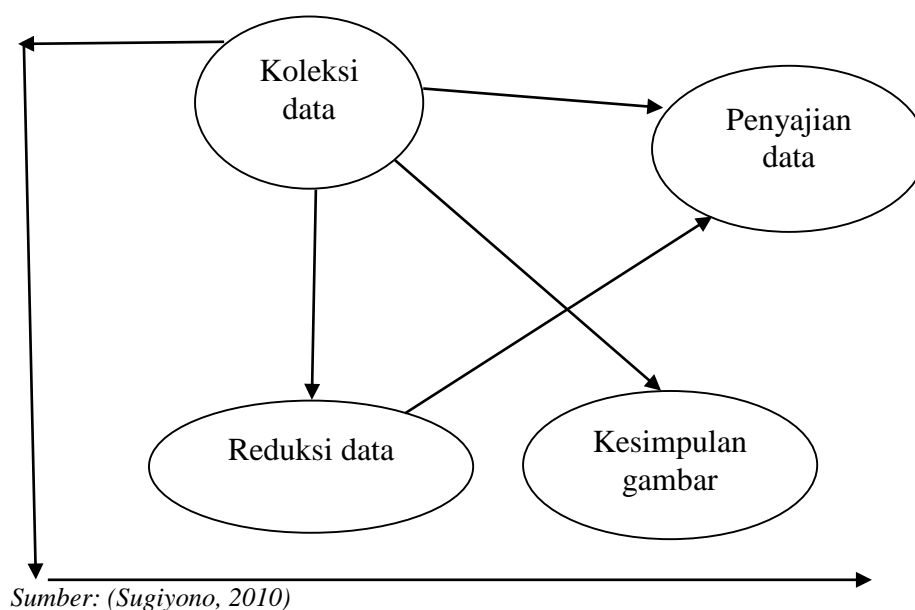 Koleksi
data
Penyajian
data
Reduksi data
Kesimpulan
gambar
Sumber: (Sugiyono, 2010)